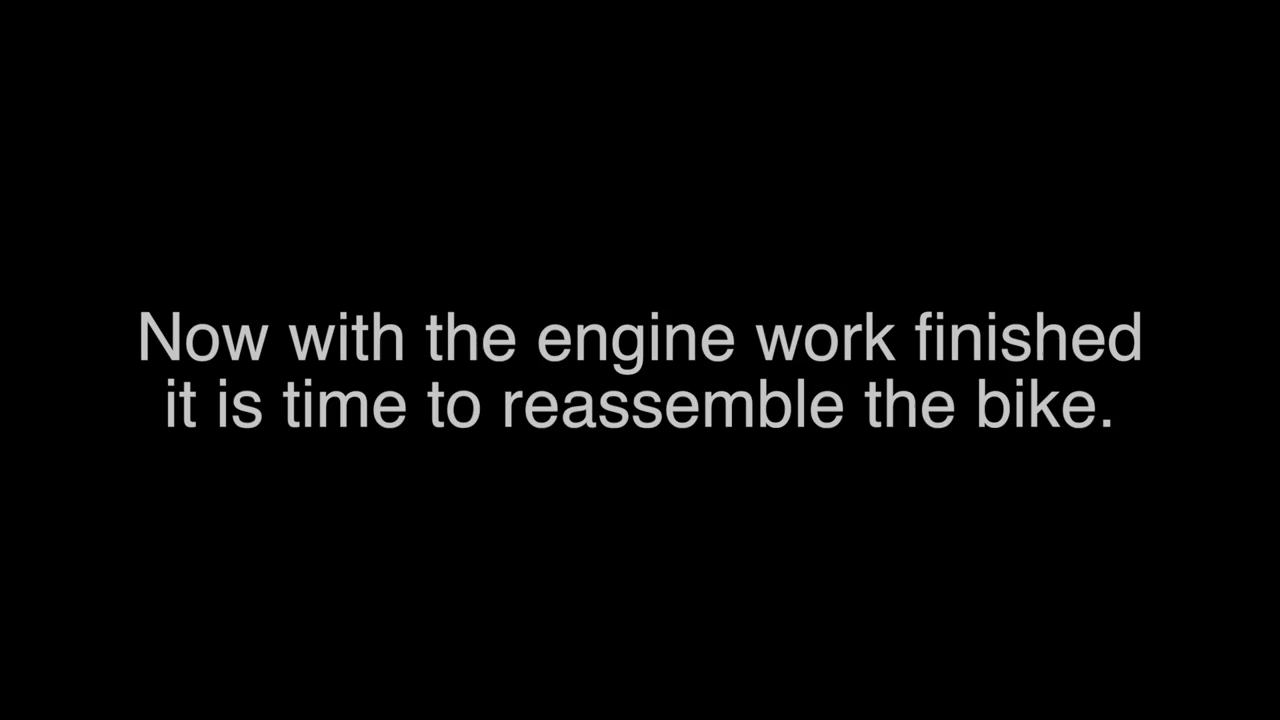 Now with the engine work finished
it is time to reassemble the bike.